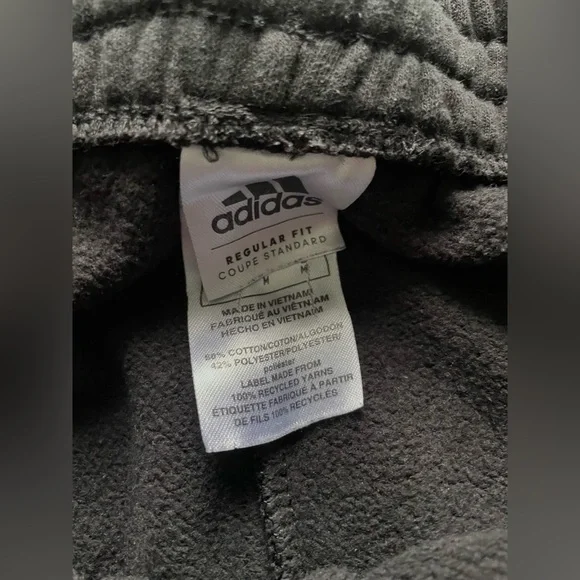 adidas
REGULAR FIT
COUPE STANDARD
M M
MADE IN VIETNAM
FABRIQUÉ AU VIÊTNAM
HECHO EN VIETNAM
58% COTTON/COTON/ALGODÓN
42% POLYESTER/POLYESTER/
poliéster
LABEL MADE FROM
100% RECYCLED YARNS
ÉTIQUETTE FABRIQUÉE À PARTIR
DE FILS 100% RECYCLÉS